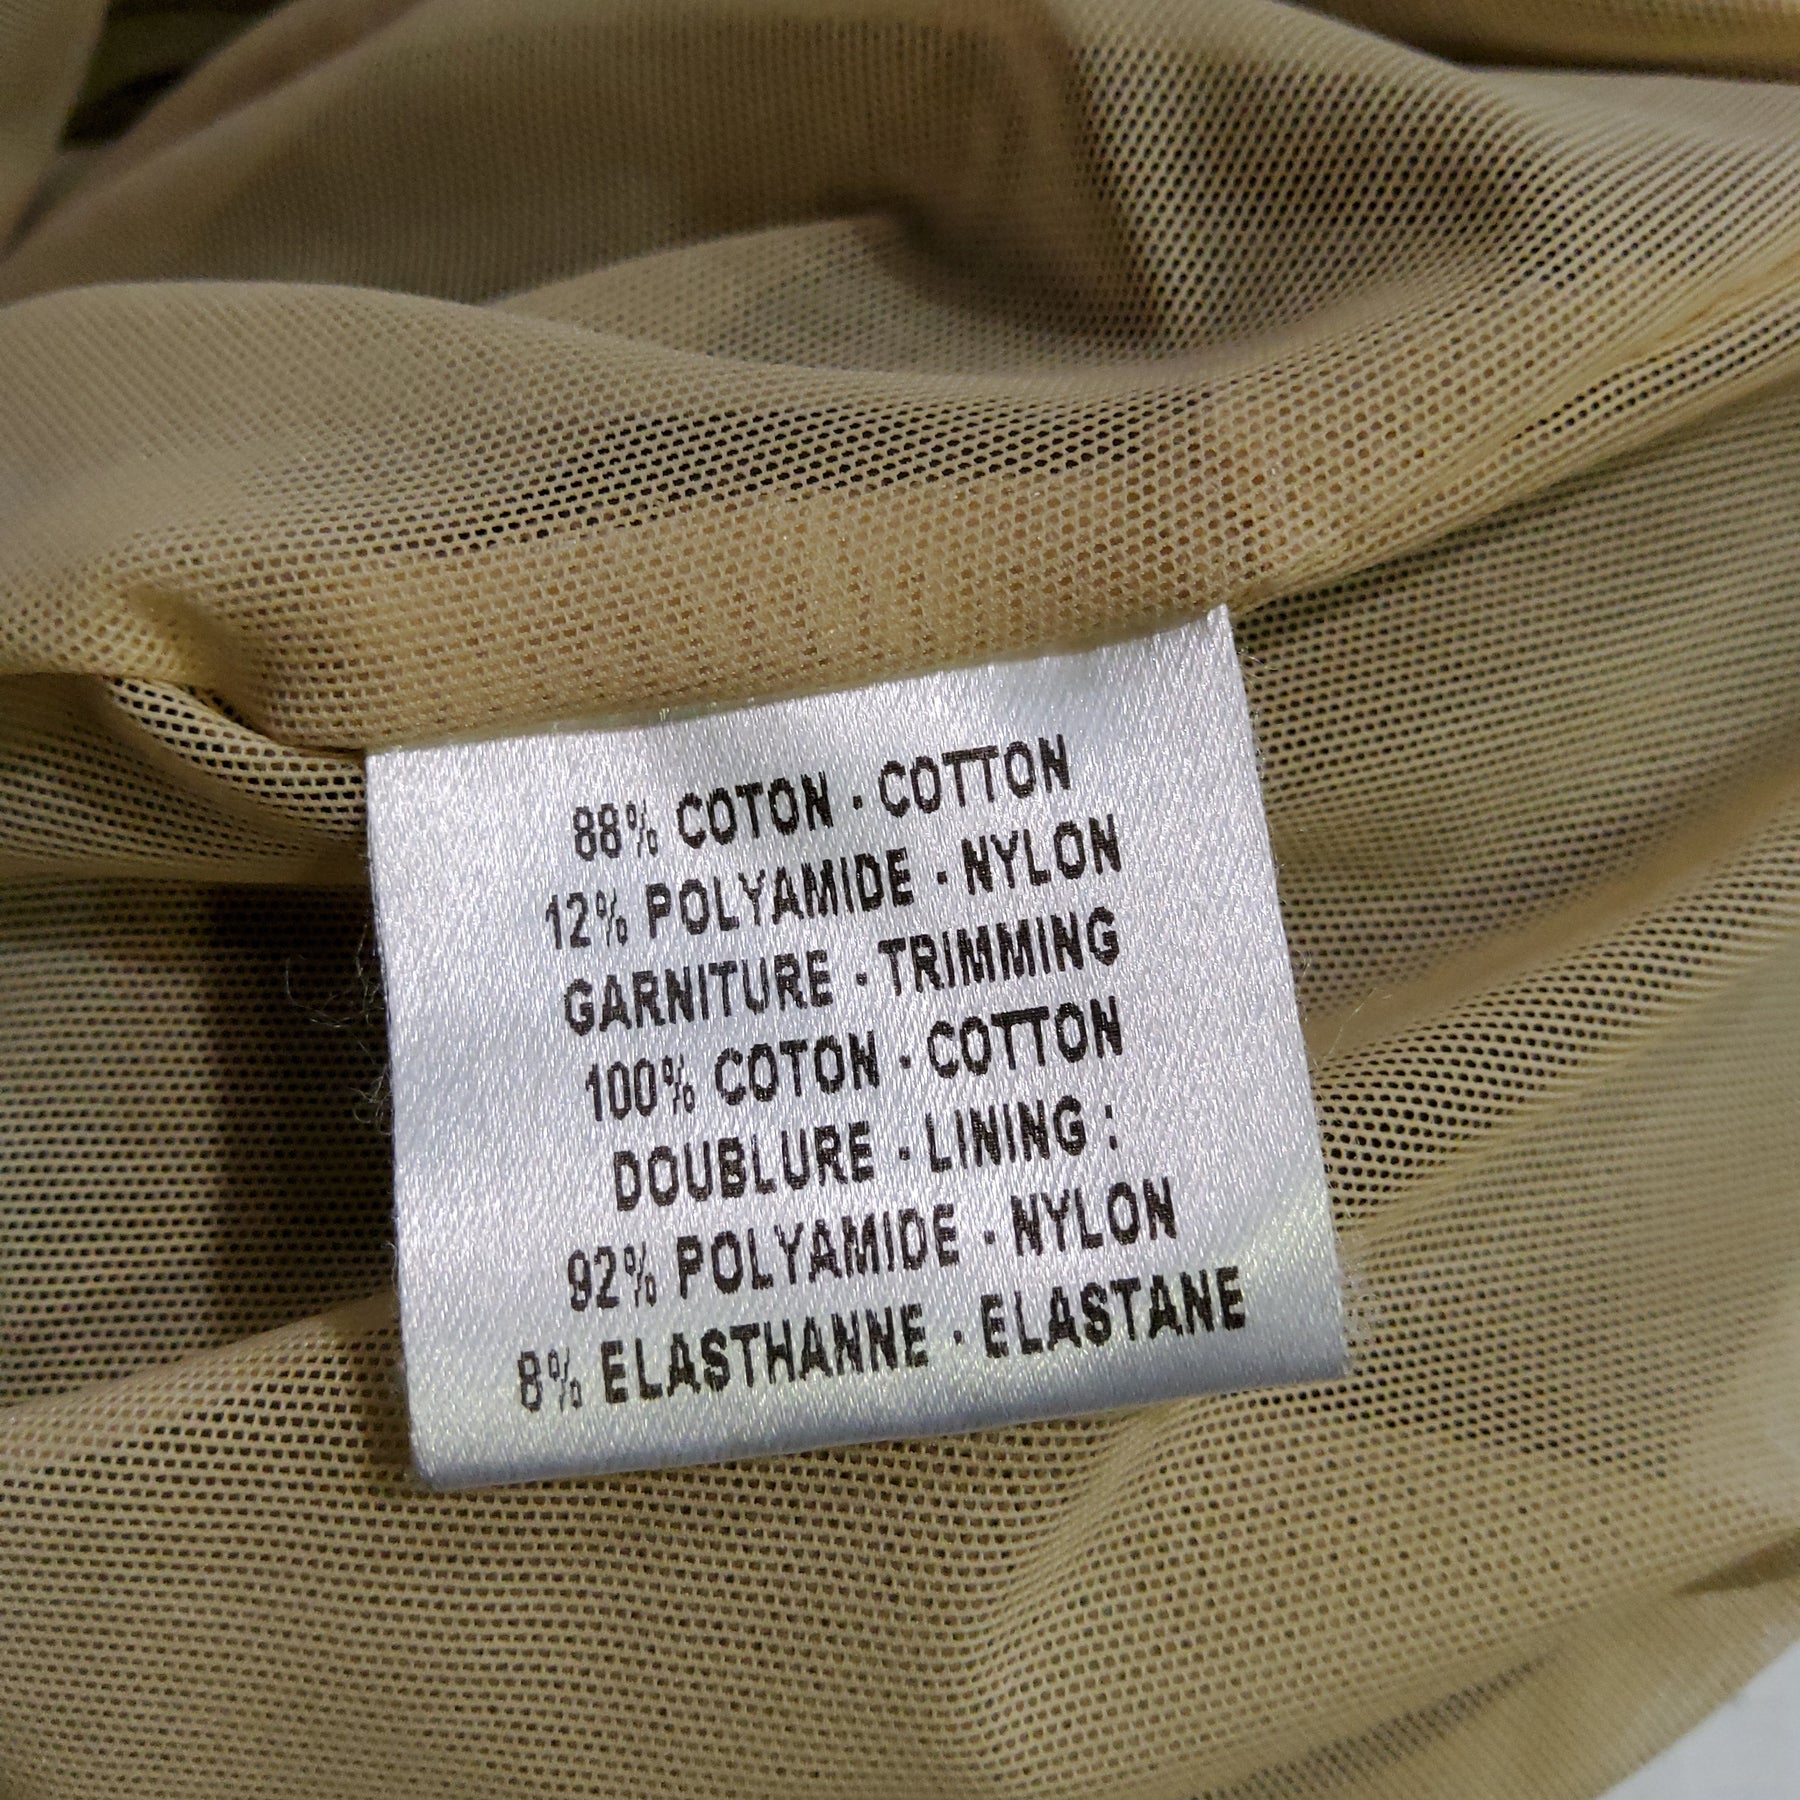 88% COTON · COTTON
12% POLYAMIDE · NYLON
GARNITURE · TRIMMING
100% COTON · COTTON
DOUBLURE · LINING :
92% POLYAMIDE · NYLON
8% ELASTHANNE · ELASTANE